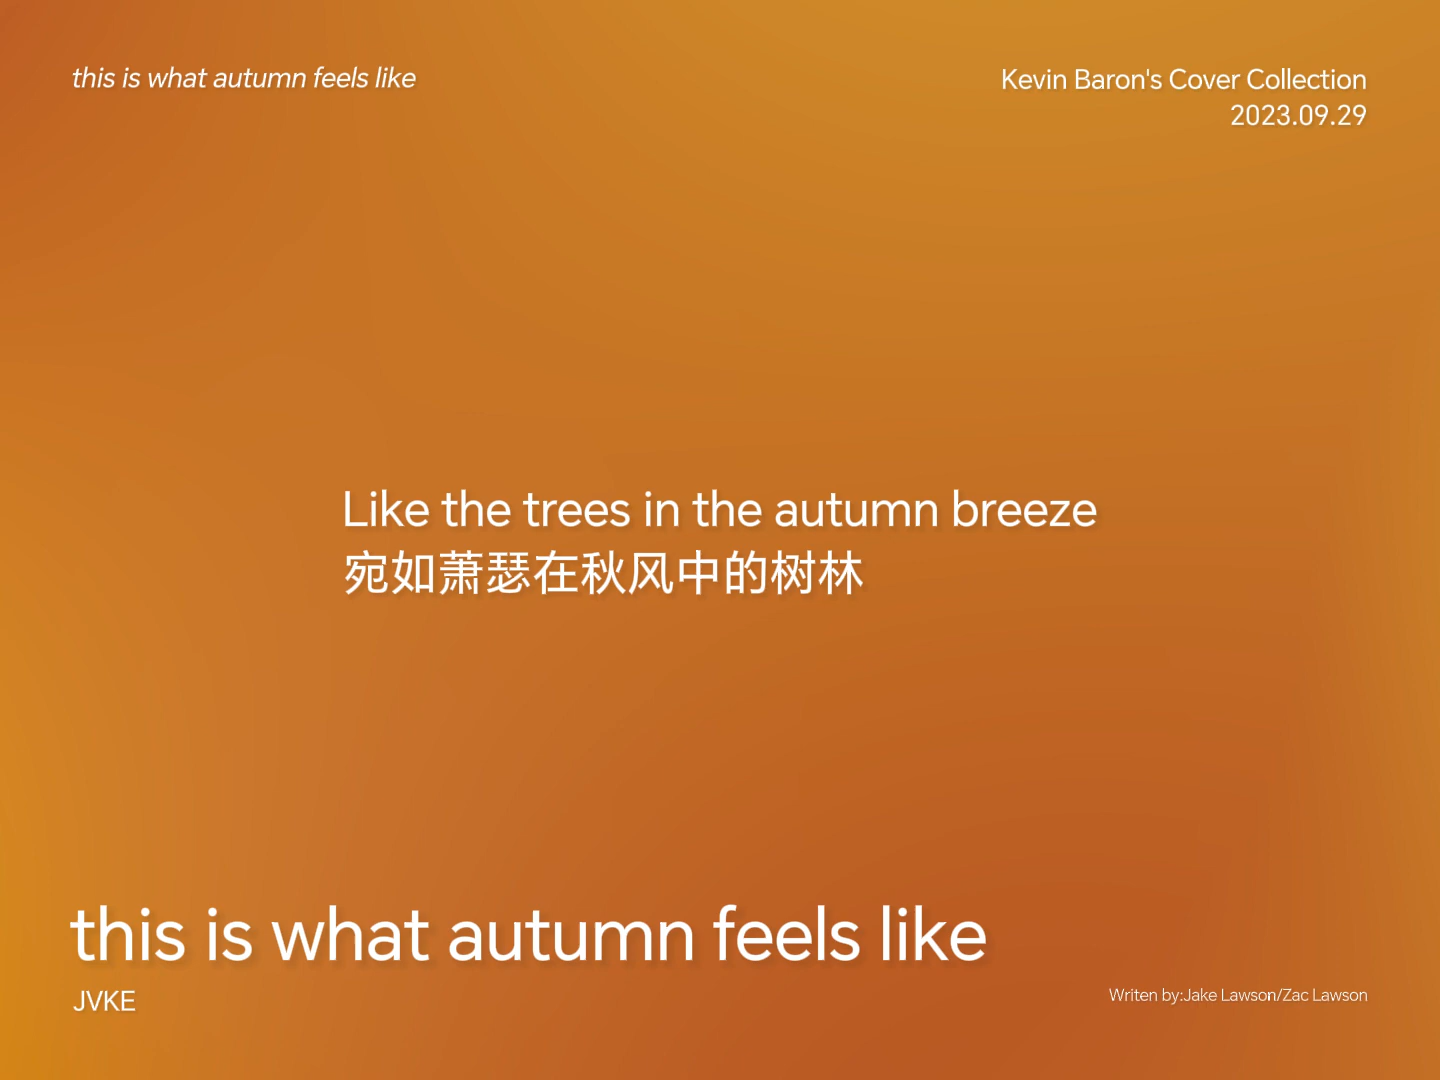 this is what autumn feels like
Kevin Baron's Cover Collection
2023.09.29
Like the trees in the autumn breeze
宛如萧瑟在秋风中的树林
this is what autumn feels like
JVKE
Writen by:Jake Lawson/Zac Lawson